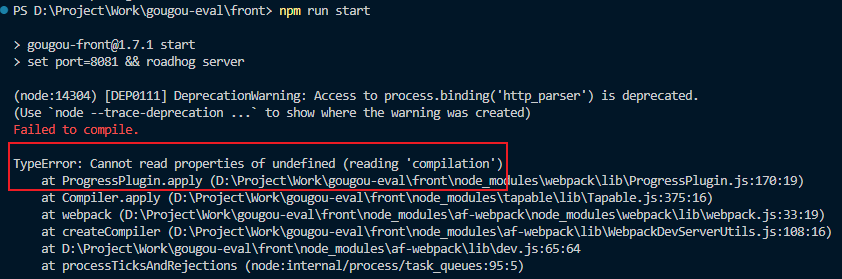 PS D:\Project\Work\gougou-eval\front> npm run start
> gougou-front@1.7.1 start
> set port=8081 && roadhog server
(node:14304) [DEP0111] DeprecationWarning: Access to process.binding('http_parser') is deprecated.
(Use `node --trace-deprecation ...` to show where the warning was created)
Failed to compile.
TypeError: Cannot read properties of undefined (reading 'compilation')
at ProgressPlugin.apply (D:\Project\Work\gougou-eval\front\node_modules\webpack\lib\ProgressPlugin.js:170:19)
at Compiler.apply (D:\Project\Work\gougou-eval\front\node_modules\tapable\lib\Tapable.js:375:16)
at webpack (D:\Project\Work\gougou-eval\front\node_modules\af-webpack\node_modules\webpack\lib\webpack.js:33:19)
at createCompiler (D:\Project\Work\gougou-eval\front\node_modules\af-webpack\lib\WebpackDevServerUtils.js:108:16)
at D:\Project\Work\gougou-eval\front\node_modules\af-webpack\lib\dev.js:65:64
at processTicksAndRejections (node:internal/process/task_queues:95:5)